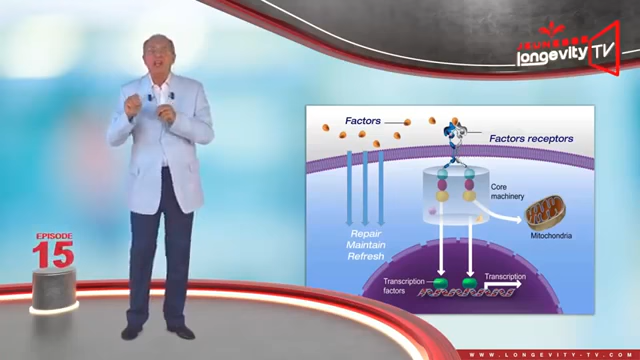 JEUNESSE
longevity TV
Factors
Factors receptors
Core
machinery
Mitochondria
Repair
Maintain
Refresh
Transcription
factors
Transcription
EPISODE
15
WWW.LONGEVITY-TV.COM